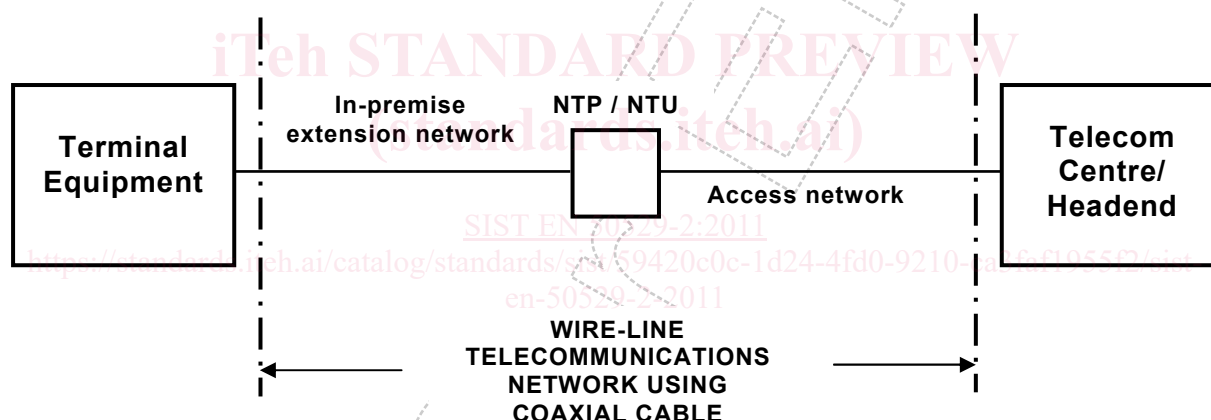 iTeh STANDARD PREVIEW
(standards.iteh.ai)
In-premise
extension network
NTP / NTU
Terminal
Equipment
Telecom
Centre/
Headend
Access network
SIST EN 50529-2:2011
https://standards.iteh.ai/catalog/standards/sist/59420c0c-1d24-4fd0-9210-ea3faf1955f2/sist-
en-50529-2-2011
WIRE-LINE
TELECOMMUNICATIONS
NETWORK USING
COAXIAL CABLE